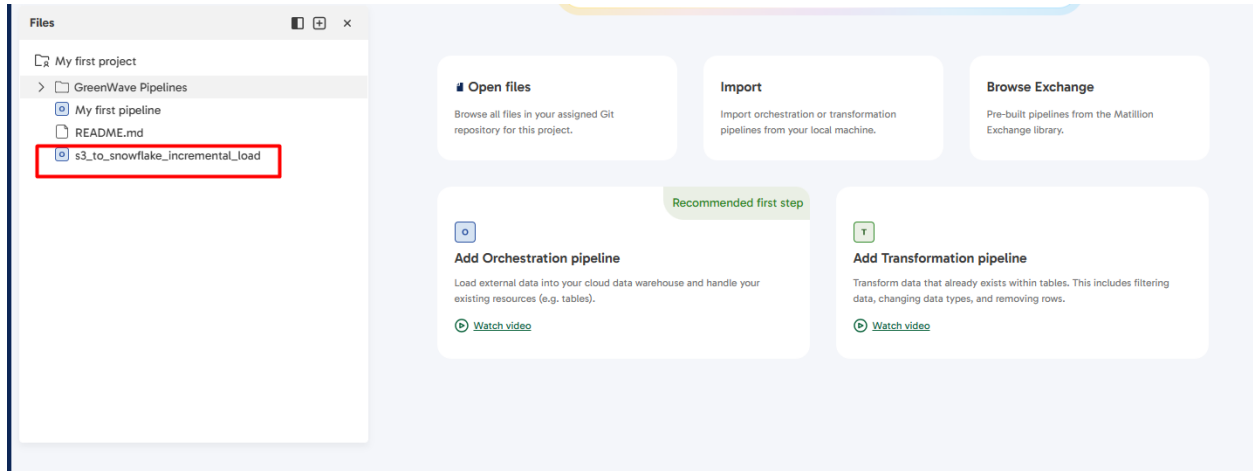 Files
My first project
GreenWave Pipelines
O My first pipeline
README.md
O s3_to_snowflake_incremental_load
Open files
Browse all files in your assigned Git
repository for this project.
Import
Import orchestration or transformation
pipelines from your local machine.
Browse Exchange
Pre-built pipelines from the Matillion
Exchange library.
Recommended first step
O
Add Orchestration pipeline
Load external data into your cloud data warehouse and handle your
existing resources (e.g. tables).
Watch video
T
Add Transformation pipeline
Transform data that already exists within tables. This includes filtering
data, changing data types, and removing rows.
Watch video